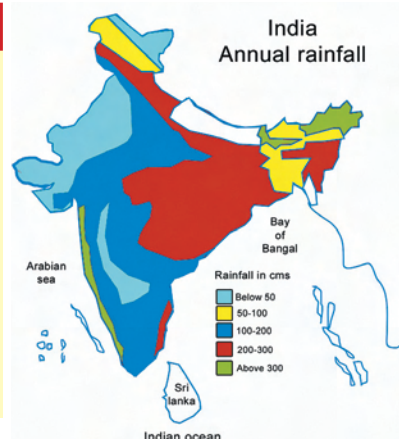 India
Annual rainfall
Bay
of
Bangal
Arabian
sea
Rainfall in cms
Below 50
50-100
100-200
200-300
Above 300
Sri
lanka
Indian ocean